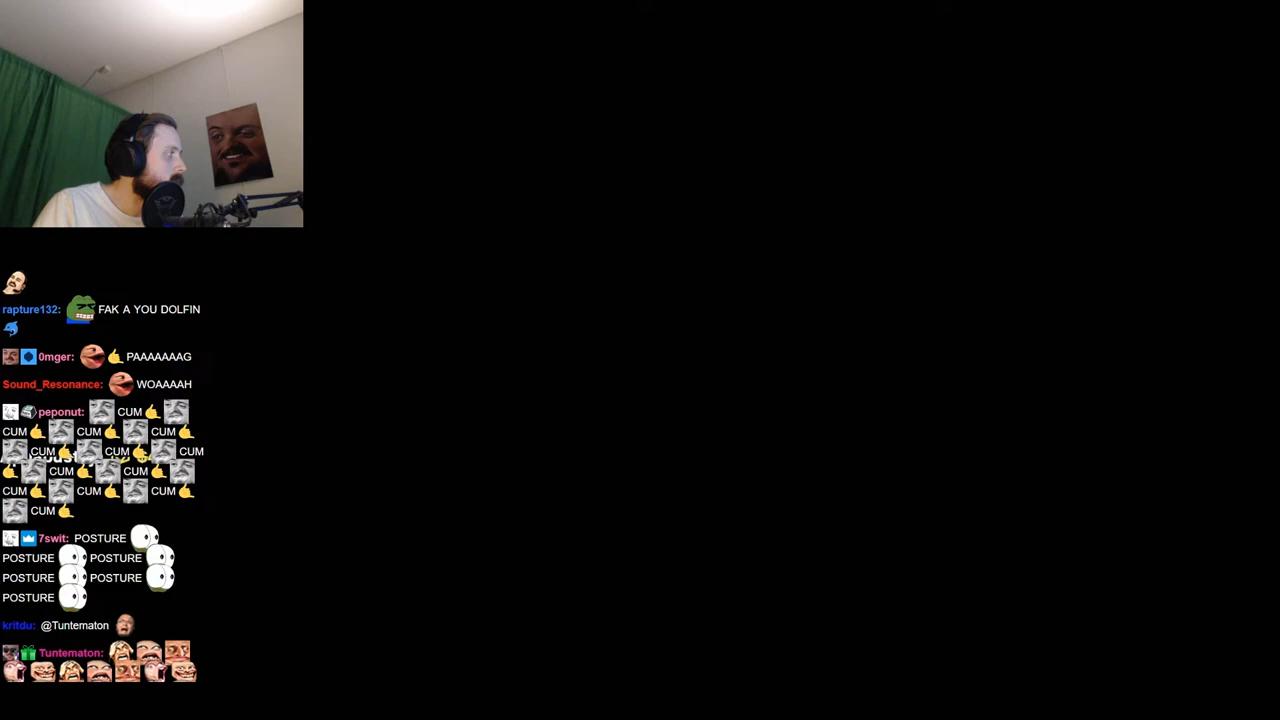 rapture132: FAK A YOU DOLFIN
0mger: PAAAAAAAG
Sound_Resonance: WOAAAAH
peponut: CUM
CUM CUM CUM
CUM CUM CUM
CUM CUM
CUM CUM CUM
CUM
7swit: POSTURE
POSTURE POSTURE
POSTURE POSTURE
POSTURE
kritdu: @Tuntematon
Tuntematon: